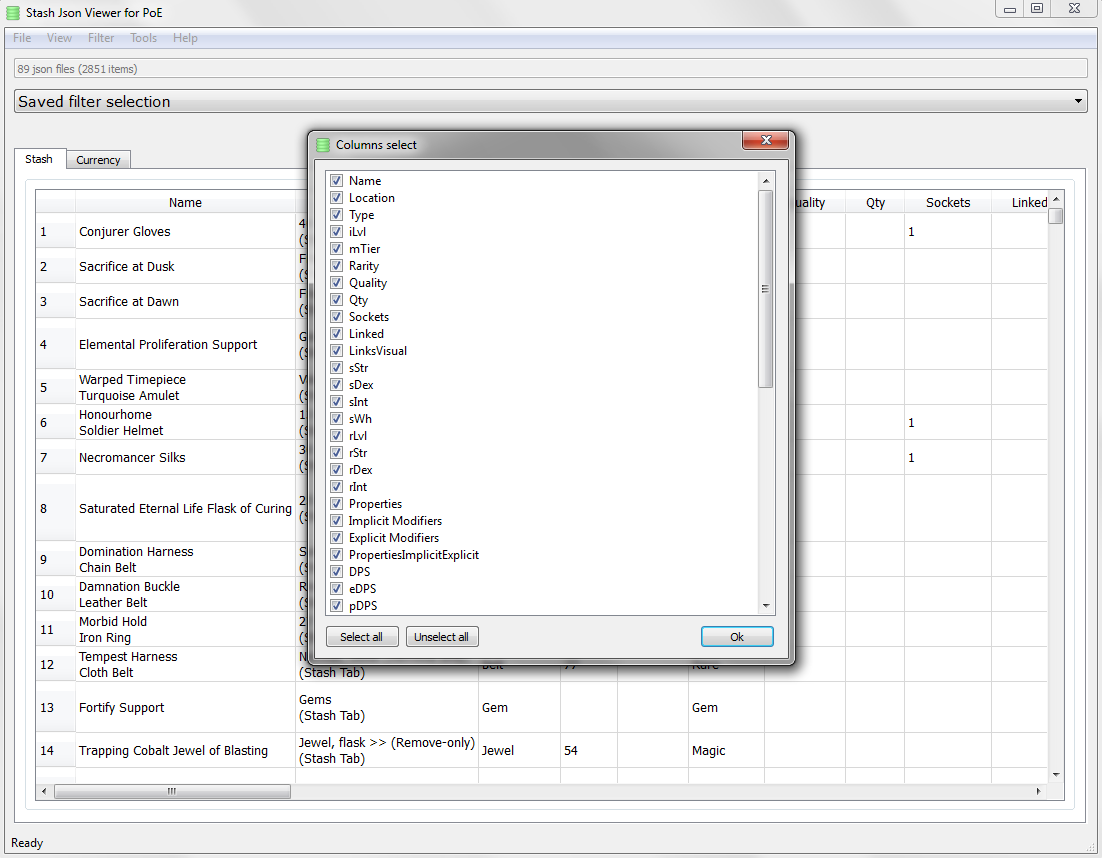 Stash Json Viewer for PoE
File View Filter Tools Help
89 json files (2851 items)
Saved filter selection
Stash Currency
Name
uality Qty Sockets Linked
1 Conjurer Gloves 4 1
2 Sacrifice at Dusk F
3 Sacrifice at Dawn F
4 Elemental Proliferation Support G
5 Warped Timepiece
Turquoise Amulet
6 Honourhome
Soldier Helmet 1 1
7 Necromancer Silks 3 1
8 Saturated Eternal Life Flask of Curing 2
9 Domination Harness
Chain Belt
10 Damnation Buckle
Leather Belt
11 Morbid Hold
Iron Ring
12 Tempest Harness
Cloth Belt
(Stash Tab)
13 Fortify Support
Gems
(Stash Tab)
Gem
Gem
14 Trapping Cobalt Jewel of Blasting
Jewel, flask >> (Remove-only)
(Stash Tab)
Jewel
54
Magic
Columns select
Name
Location
Type
iLvl
mTier
Rarity
Quality
Qty
Sockets
Linked
LinksVisual
sStr
sDex
sInt
sWh
rLvl
rStr
rDex
rInt
Properties
Implicit Modifiers
Explicit Modifiers
PropertiesImplicitExplicit
DPS
eDPS
pDPS
Select all Unselect all Ok
Ready